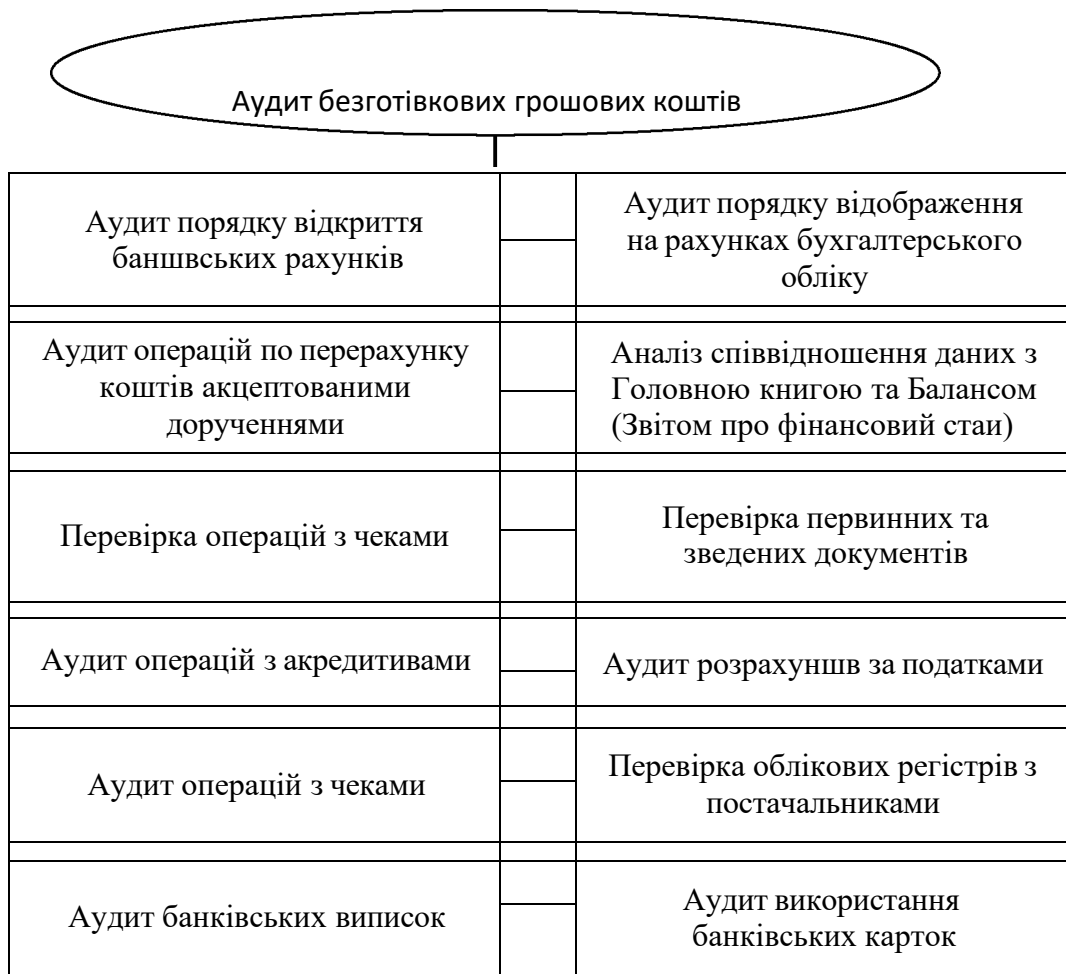 Аудит безготівкових грошових коштів
Аудит порядку відкриття
баншвських рахунків
Аудит порядку відображення
на рахунках бухгалтерського
обліку
Аудит операцій по перерахунку
коштів акцептованими
дорученнями
Аналіз співвідношення даних з
Головною книгою та Балансом
(Звітом про фінансовий стаи)
Перевірка операцій з чеками
Перевірка первинних та
зведених документів
Аудит операцій з акредитивами
Аудит розрахуншв за податками
Аудит операцій з чеками
Перевірка облікових регістрів з
постачальниками
Аудит банківських виписок
Аудит використання
банківських карток